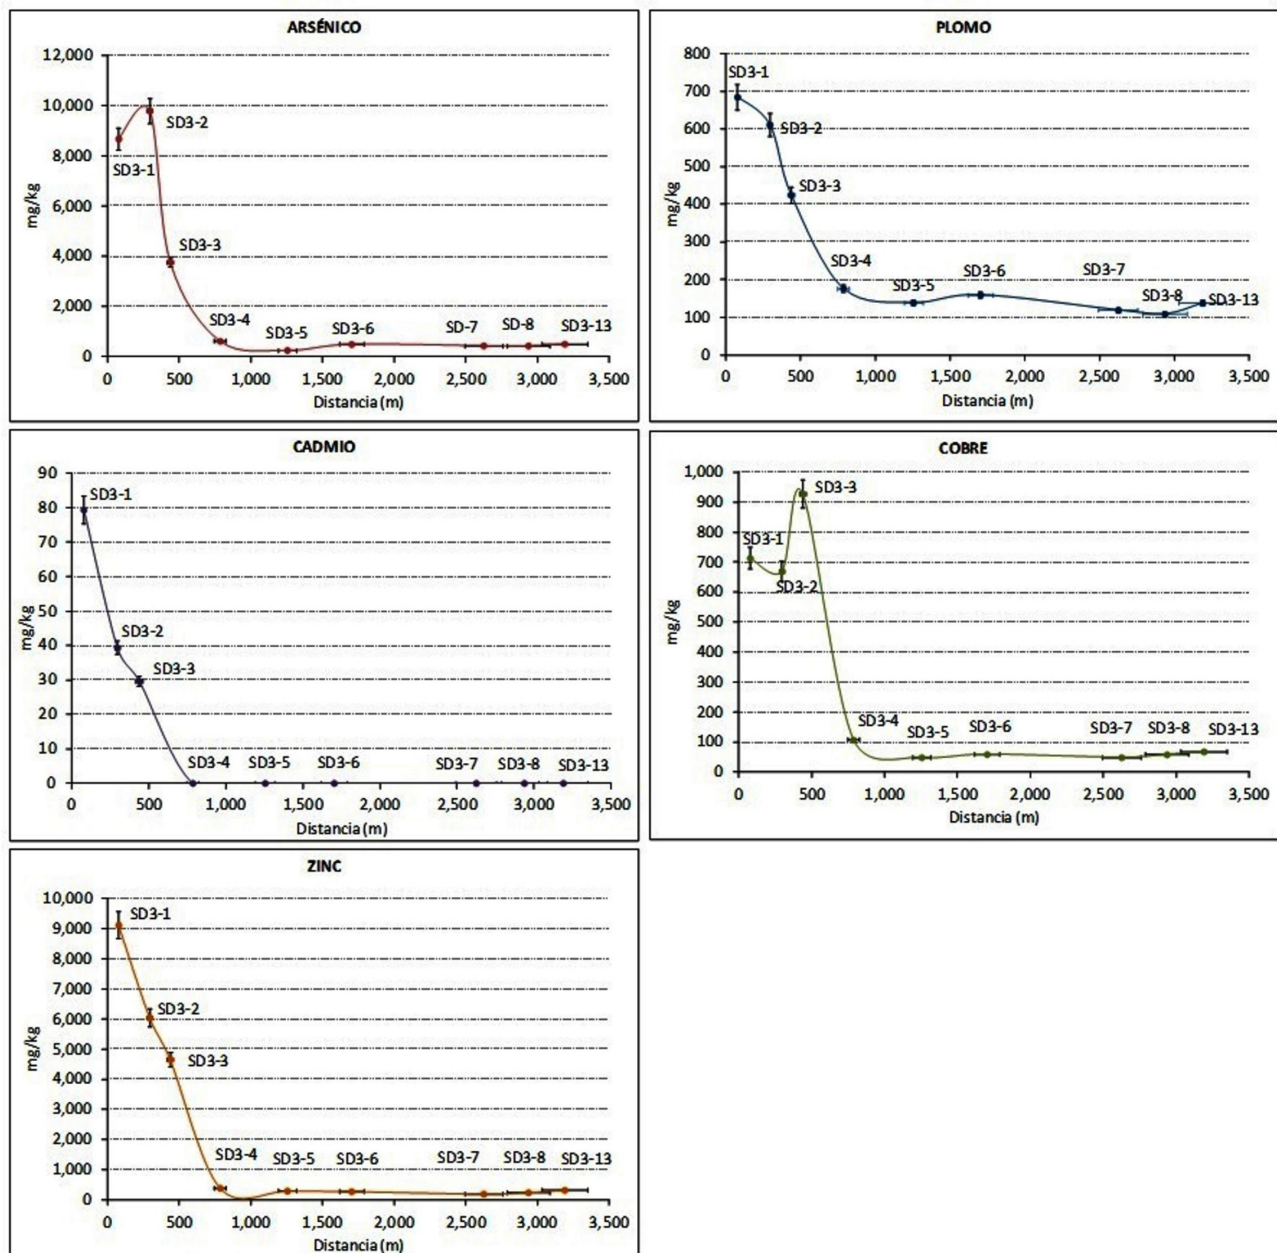 ARSÉNICO
12,000
10,000
8,000
6,000
4,000
2,000
0
mg/kg
SD3-1
SD3-2
SD3-3
SD3-4
SD3-5
SD3-6
SD-7
SD-8
SD3-13
0 500 1,000 1,500 2,000 2,500 3,000 3,500
Distancia (m)
PLOMO
800
700
600
500
400
300
200
100
0
mg/kg
SD3-1
SD3-2
SD3-3
SD3-4
SD3-5
SD3-6
SD3-7
SD3-8
SD3-13
0 500 1,000 1,500 2,000 2,500 3,000 3,500
Distancia (m)
CADMIO
90
80
70
60
50
40
30
20
10
0
mg/kg
SD3-1
SD3-2
SD3-3
SD3-4
SD3-5
SD3-6
SD3-7
SD3-8
SD3-13
0 500 1,000 1,500 2,000 2,500 3,000 3,500
Distancia (m)
COBRE
1,000
900
800
700
600
500
400
300
200
100
0
mg/kg
SD3-1
SD3-2
SD3-3
SD3-4
SD3-5
SD3-6
SD3-7
SD3-8
SD3-13
0 500 1,000 1,500 2,000 2,500 3,000 3,500
Distancia (m)
ZINC
10,000
9,000
8,000
7,000
6,000
5,000
4,000
3,000
2,000
1,000
0
mg/kg
SD3-1
SD3-2
SD3-3
SD3-4
SD3-5
SD3-6
SD3-7
SD3-8
SD3-13
0 500 1,000 1,500 2,000 2,500 3,000 3,500
Distancia (m)